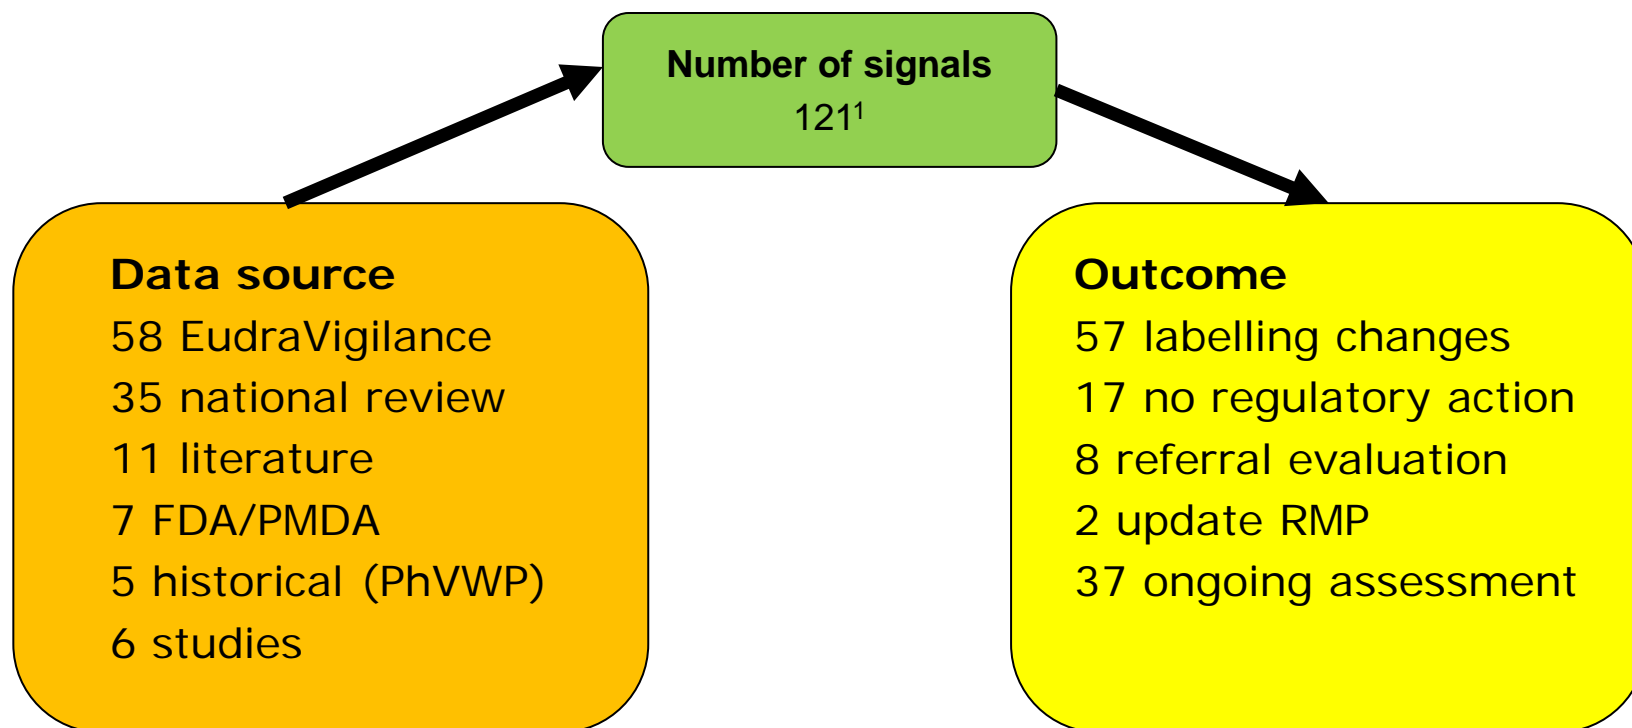 Number of signals
121¹
Data source
58 EudraVigilance
35 national review
11 literature
7 FDA/PMDA
5 historical (PhVWP)
6 studies
Outcome
57 labelling changes
17 no regulatory action
8 referral evaluation
2 update RMP
37 ongoing assessment